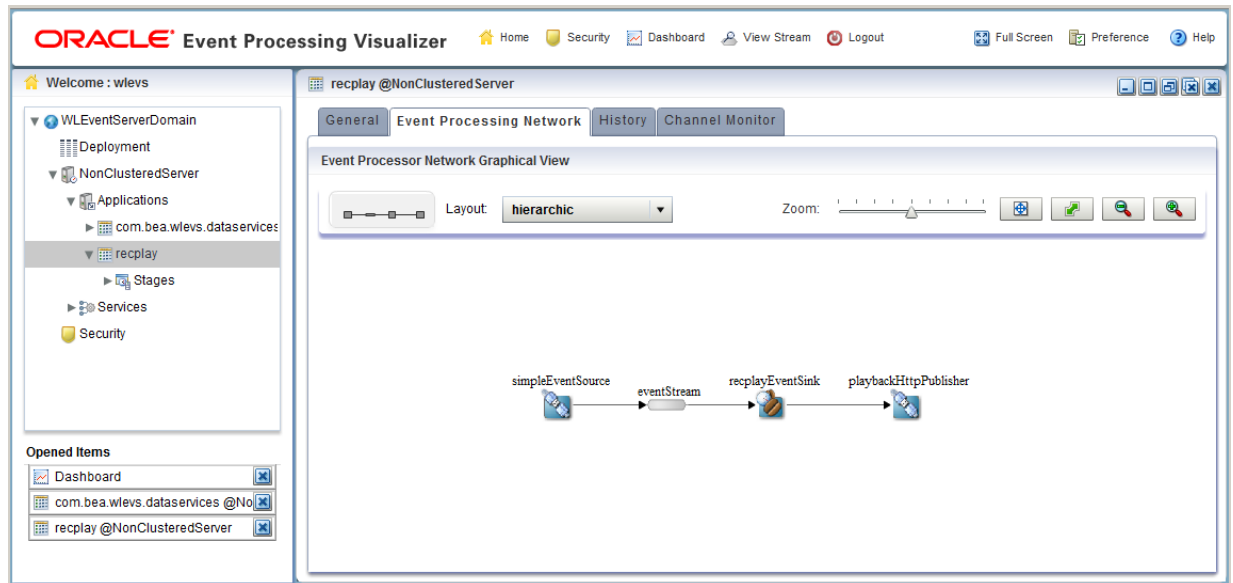 ORACLE Event Processing Visualizer Home Security Dashboard View Stream Logout Full Screen Preference Help
Welcome : wlevs
WLEventServerDomain
Deployment
NonClusteredServer
Applications
com.bea.wlevs.dataservices
recplay
Stages
Services
Security
Opened Items
Dashboard
com.bea.wlevs.dataservices @No
recplay @NonClusteredServer
recplay @NonClusteredServer
General Event Processing Network History Channel Monitor
Event Processor Network Graphical View
Layout: hierarchic Zoom:
simpleEventSource eventStream recplayEventSink playbackHttpPublisher